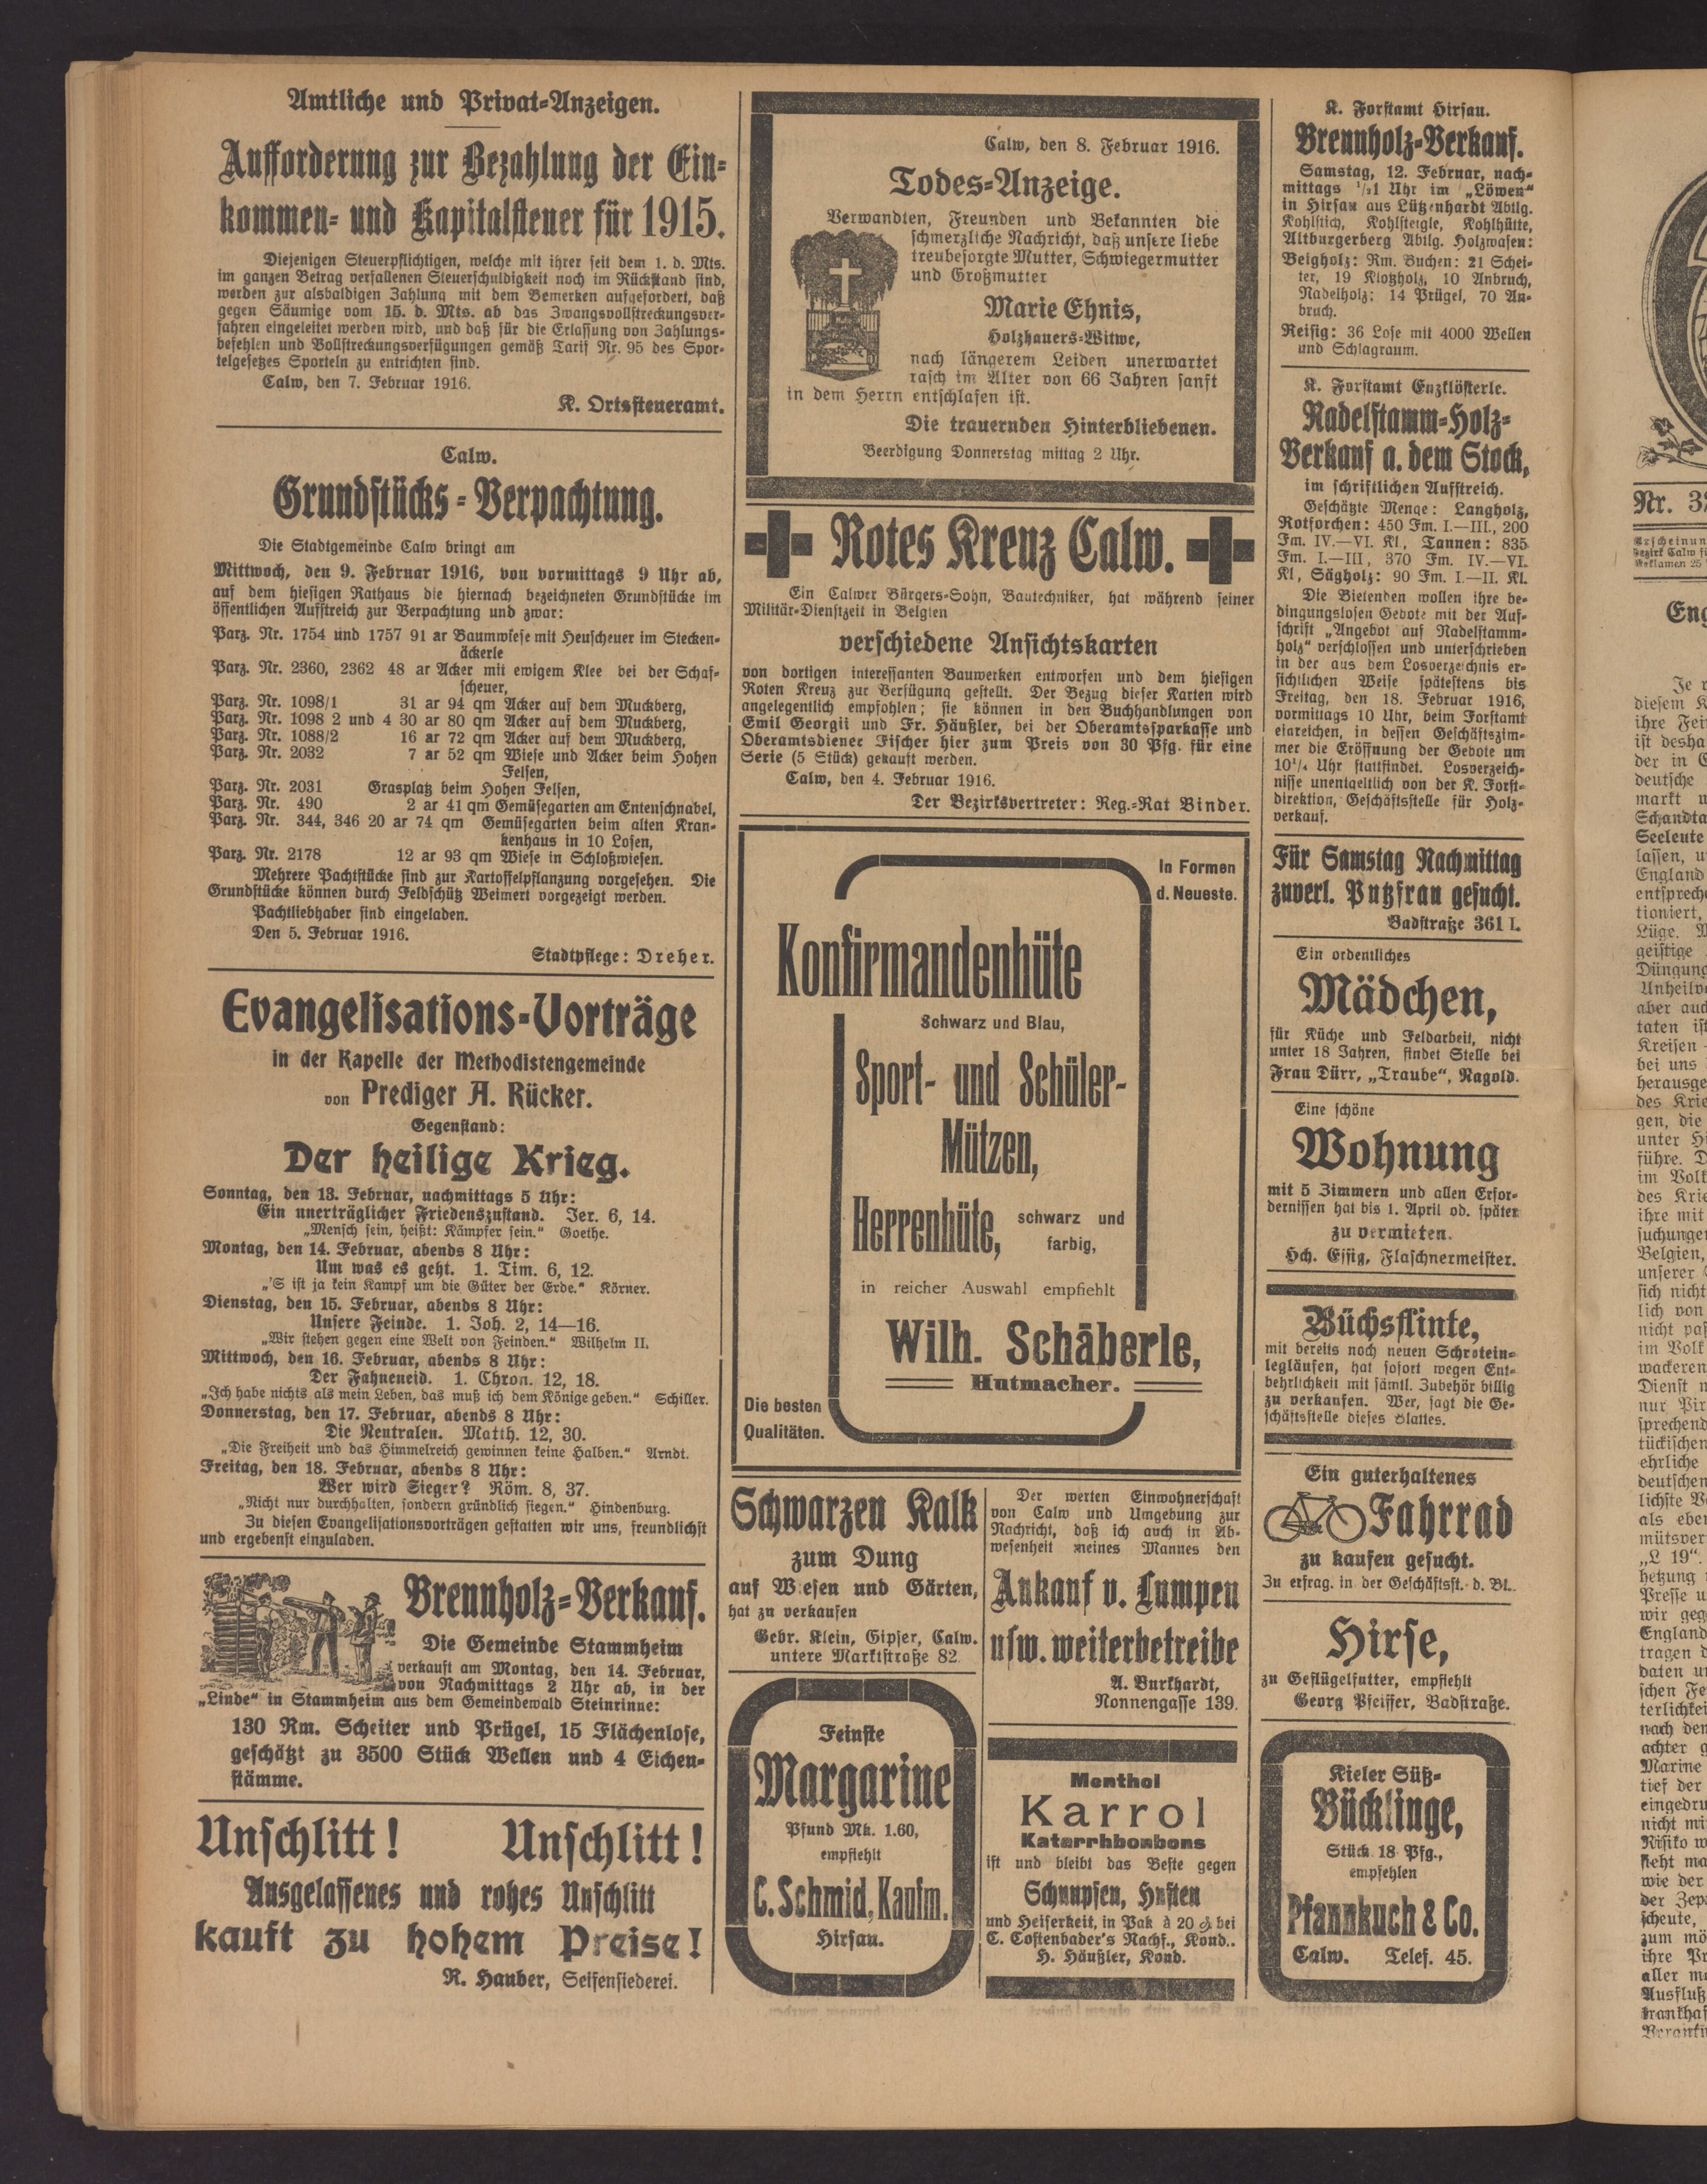 Amtliche und Privat-Anzeigen.
Aufforderung zur Bezahlung der Ein-
kommen- und Kapitalsteuer für 1915.
Diejenigen Steuerpflichtigen, welche mit ihrer seit dem 1. d. Mts.
im ganzen Betrag verfallenen Steuerschuldigkeit noch im Rückstand sind,
werden zur alsbaldigen Zahlung mit dem Bemerken aufgefordert, daß
gegen Säumige vom 15. d. Mts. ab das Zwangsvollstreckungsver-
fahren eingeleitet werden wird, und daß für die Erlassung von Zahlungs-
befehlen und Vollstreckungsverfügungen gemäß Tarif Nr. 95 des Spor-
telgesetzes Sporteln zu entrichten sind.
Calw, den 7. Februar 1916.
K. Ortssteueramt.
Calw.
Grundstücks-Verpachtung.
Die Stadtgemeinde Calw bringt am
Mittwoch, den 9. Februar 1916, von vormittags 9 Uhr ab,
auf dem hiesigen Rathaus die hiernach bezeichneten Grundstücke im
öffentlichen Aufstreich zur Verpachtung und zwar:
Parz. Nr. 1754 und 1757 91 ar Baumwiese mit Heuscheuer im Stecken-
äckerle
Parz. Nr. 2360, 2362 48 ar Acker mit ewigem Klee bei der Schaf-
scheuer,
Parz. Nr. 1098/1 31 ar 94 qm Acker auf dem Muckberg,
Parz. Nr. 1098 2 und 4 30 ar 80 qm Acker auf dem Muckberg,
Parz. Nr. 1088/2 16 ar 72 qm Acker auf dem Muckberg,
Parz. Nr. 2032 7 ar 52 qm Wiese und Acker beim Hohen
Felsen,
Parz. Nr. 2031 Grasplatz beim Hohen Felsen,
Parz. Nr. 490 2 ar 41 qm Gemüsegarten am Entenschnabel,
Parz. Nr. 344, 346 20 ar 74 qm Gemüsegarten beim alten Kran-
kenhaus in 10 Losen,
Parz. Nr. 2178 12 ar 93 qm Wiese in Schloßwiesen.
Mehrere Pachtstücke sind zur Kartoffelpflanzung vorgesehen. Die
Grundstücke können durch Feldschütz Weimert vorgezeigt werden.
Pachtliebhaber sind eingeladen.
Den 5. Februar 1916.
Stadtpflege: Dreher.
Evangelisations-Vorträge
in der Kapelle der Methodistengemeinde
von Prediger A. Rücker.
Gegenstand:
Der heilige Krieg.
Sonntag, den 13. Februar, nachmittags 5 Uhr:
Ein unerträglicher Friedenszustand. Jer. 6, 14.
„Mensch sein, heißt: Kämpfer sein.“ Goethe.
Montag, den 14. Februar, abends 8 Uhr:
Um was es geht. 1. Tim. 6, 12.
„'S ist ja kein Kampf um die Güter der Erde.“ Körner.
Dienstag, den 15. Februar, abends 8 Uhr:
Unsere Feinde. 1. Joh. 2, 14—16.
„Wir stehen gegen eine Welt von Feinden.“ Wilhelm II.
Mittwoch, den 16. Februar, abends 8 Uhr:
Der Fahneneid. 1. Chron. 12, 18.
„Ich habe nichts als mein Leben, das muß ich dem Könige geben.“ Schiller.
Donnerstag, den 17. Februar, abends 8 Uhr:
Die Neutralen. Matth. 12, 30.
„Die Freiheit und das Himmelreich gewinnen keine Halben.“ Arndt.
Freitag, den 18. Februar, abends 8 Uhr:
Wer wird Sieger? Röm. 8, 37.
„Nicht nur durchhalten, sondern gründlich siegen.“ Hindenburg.
Zu diesen Evangelisationsvorträgen gestatten wir uns, freundlichst
und ergebenst einzuladen.
Brennholz-Verkauf.
Die Gemeinde Stammheim
verkauft am Montag, den 14. Februar,
von Nachmittags 2 Uhr ab, in der
„Linde“ in Stammheim aus dem Gemeindewald Steinrinne:
130 Rm. Scheiter und Prügel, 15 Flächenlose,
geschätzt zu 3500 Stück Wellen und 4 Eichen-
stämme.
Unschlitt! Unschlitt!
Ausgelassenes und rohes Unschlitt
kauft zu hohem Preise!
R. Hauber, Seifensiederei.
Calw, den 8. Februar 1916.
Todes-Anzeige.
Verwandten, Freunden und Bekannten die
schmerzliche Nachricht, daß unsere liebe
treubesorgte Mutter, Schwiegermutter
und Großmutter
Marie Ehnis,
Holzhauers-Witwe,
nach längerem Leiden unerwartet
rasch im Alter von 66 Jahren sanft
in dem Herrn entschlafen ist.
Die trauernden Hinterbliebenen.
Beerdigung Donnerstag mittag 2 Uhr.
Rotes Kreuz Calw.
Ein Calwer Bürgers-Sohn, Bautechniker, hat während seiner
Militär-Dienstzeit in Belgien
verschiedene Ansichtskarten
von dortigen interessanten Bauwerken entworfen und dem hiesigen
Roten Kreuz zur Verfügung gestellt. Der Bezug dieser Karten wird
angelegentlich empfohlen; sie können in den Buchhandlungen von
Emil Georgii und Fr. Häußler, bei der Oberamtssparkasse und
Oberamtsdiener Fischer hier zum Preis von 30 Pfg. für eine
Serie (5 Stück) gekauft werden.
Calw, den 4. Februar 1916.
Der Bezirksvertreter: Reg.-Rat Binder.
In Formen
d. Neueste.
Konfirmandenhüte
Schwarz und Blau,
Sport- und Schüler-
Mützen,
Herrenhüte, schwarz und
farbig,
in reicher Auswahl empfiehlt
Wilh. Schäberle,
Hutmacher.
Die besten
Qualitäten.
Schwarzen Kalk
zum Dung
auf Wiesen und Gärten,
hat zu verkaufen
Gebr. Klein, Gipser, Calw.
untere Marktstraße 82.
Feinste
Margarine
Pfund Mk. 1.60,
empfiehlt
C. Schmid, Kaufm.
Hirsau.
Der werten Einwohnerschaft
von Calw und Umgebung zur
Nachricht, daß ich auch in Ab-
wesenheit meines Mannes den
Ankauf v. Lumpen
usw. weiterbetreibe
A. Burkhardt,
Nonnengasse 139.
Menthol
Karrol
Katarrhbonbons
ist und bleibt das Beste gegen
Schnupfen, Husten
und Heiserkeit, in Pak à 20 ₰ bei
C. Costenbader's Nachf., Kond..
H. Häußler, Kond.
K. Forstamt Hirsau.
Brennholz-Verkauf.
Samstag, 12. Februar, nach-
mittags 1/21 Uhr im „Löwen“
in Hirsau aus Lützenhardt Abtlg.
Kohlstich, Kohlsteigle, Kohlhütte,
Altburgerberg Abtlg. Holzwasen:
Beigholz: Rm. Buchen: 21 Schei-
ter, 19 Klotzholz, 10 Anbruch,
Nadelholz: 14 Prügel, 70 An-
bruch.
Reisig: 36 Lose mit 4000 Wellen
und Schlagraum.
K. Forstamt Enzklösterle.
Nadelstamm-Holz-
Verkauf a. dem Stock,
im schriftlichen Aufstreich.
Geschätzte Menge: Langholz,
Rotforchen: 450 Fm. I.—III., 200
Fm. IV.—VI. Kl., Tannen: 835
Fm. I.—III, 370 Fm. IV.—VI.
Kl, Sägholz: 90 Fm. I.—II. Kl.
Die Bietenden wollen ihre be-
dingungslosen Gebote mit der Auf-
schrift „Angebot auf Nadelstamm-
holz“ verschlossen und unterschrieben
in der aus dem Losverzeichnis er-
sichtlichen Weise spätestens bis
Freitag, den 18. Februar 1916,
vormittags 10 Uhr, beim Forstamt
einreichen, in dessen Geschäftszim-
mer die Eröffnung der Gebote um
10 1/4 Uhr stattfindet. Losverzeich-
nisse unentgeltlich von der K. Forst-
direktion, Geschäftsstelle für Holz-
verkauf.
Für Samstag Nachmittag
zuverl. Putzfrau gesucht.
Badstraße 361 I.
Ein ordentliches
Mädchen,
für Küche und Feldarbeit, nicht
unter 18 Jahren, findet Stelle bei
Frau Dürr, „Traube“, Nagold.
Eine schöne
Wohnung
mit 5 Zimmern und allen Erfor-
dernissen hat bis 1. April od. später
zu vermieten.
Hch. Essig, Flaschnermeister.
Büchsflinte,
mit bereits noch neuen Schrotein-
legläufen, hat sofort wegen Ent-
behrlichkeit mit sämtl. Zubehör billig
zu verkaufen. Wer, sagt die Ge-
schäftsstelle dieses Blattes.
Ein guterhaltenes
Fahrrad
zu kaufen gesucht.
Zu erfrag. in der Geschäftsst. d. Bl.
Hirse,
zu Geflügelfutter, empfiehlt
Georg Pfeiffer, Badstraße.
Kieler Süß-
Bücklinge,
Stück 18 Pfg.,
empfehlen
Pfannkuch & Co.
Calw. Telef. 45.